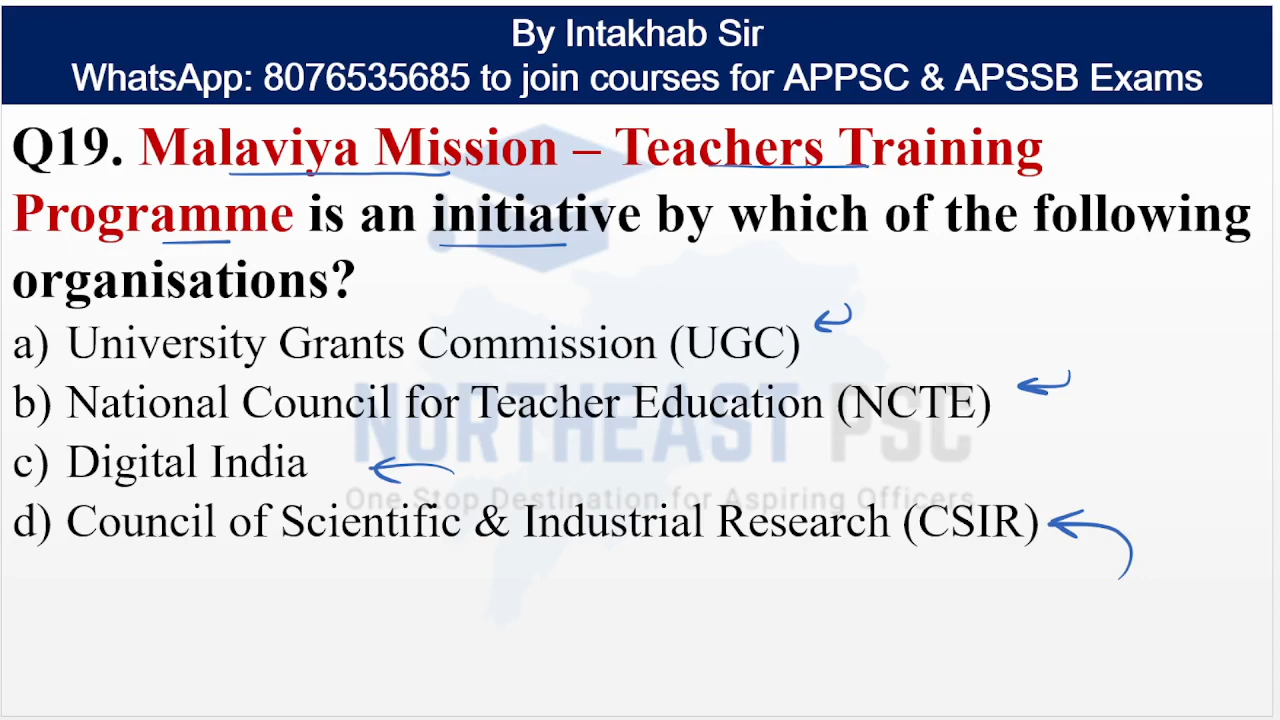 By Intakhab Sir
WhatsApp: 8076535685 to join courses for APPSC & APSSB Exams
Q19. Malaviya Mission – Teachers Training
Programme is an initiative by which of the following
organisations?
a) University Grants Commission (UGC)
b) National Council for Teacher Education (NCTE)
c) Digital India
d) Council of Scientific & Industrial Research (CSIR)
NORTHEAST PSC
One Stop Destination for Aspiring Officers